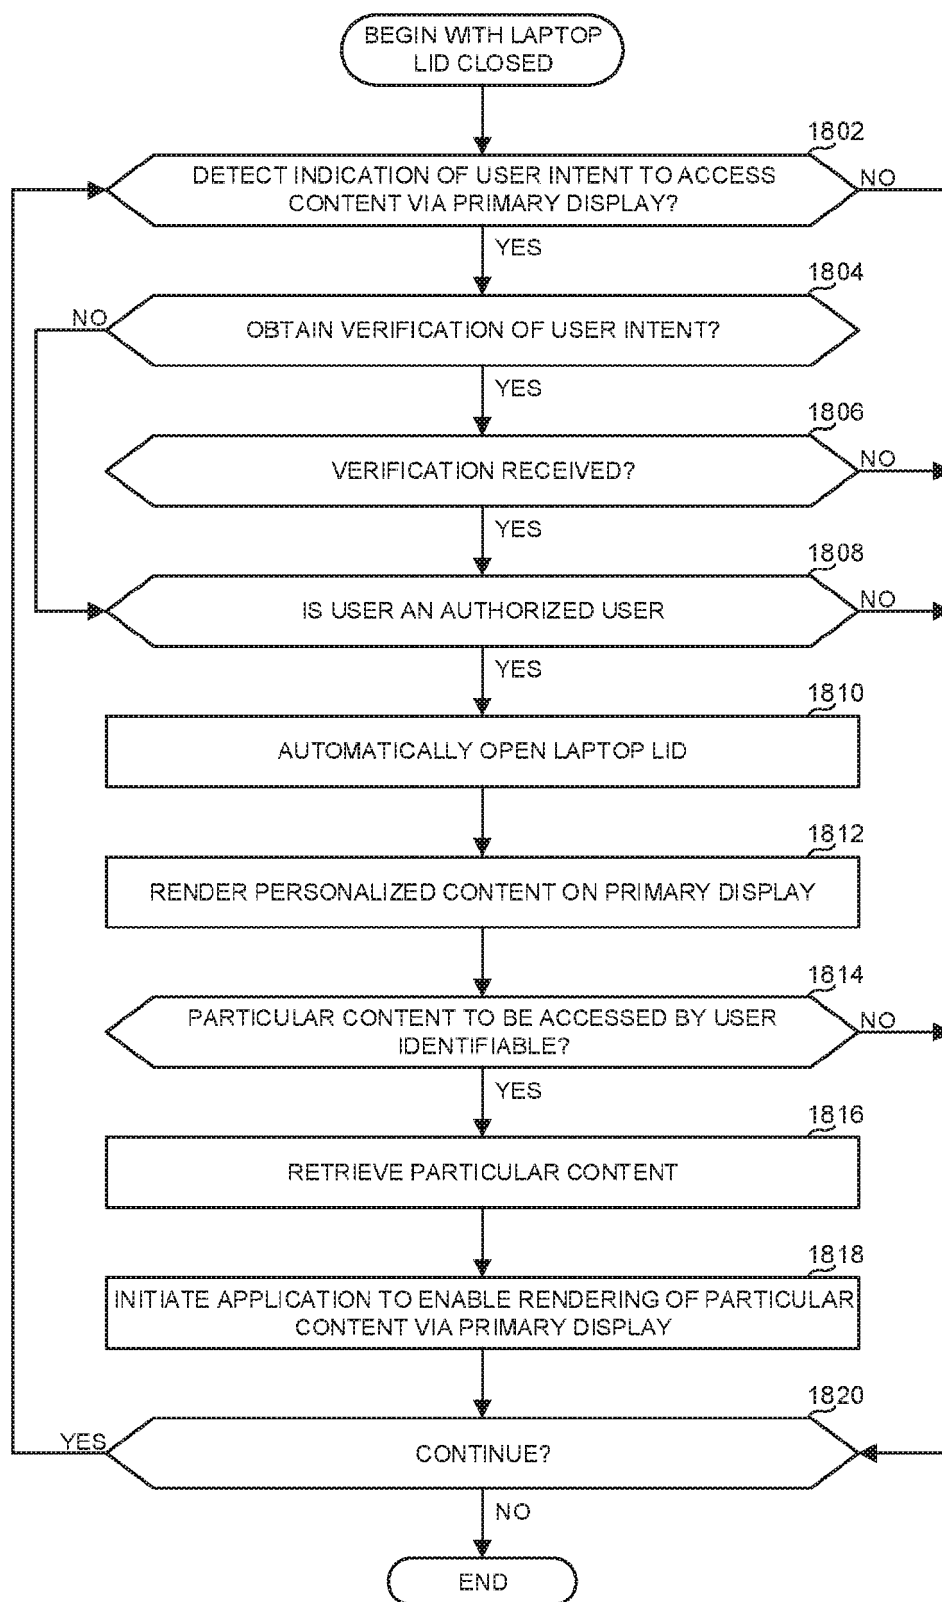 BEGIN WITH LAPTOP
LID CLOSED
1802
DETECT INDICATION OF USER INTENT TO ACCESS
CONTENT VIA PRIMARY DISPLAY?
NO
YES
1804
NO
OBTAIN VERIFICATION OF USER INTENT?
YES
1806
VERIFICATION RECEIVED?
NO
YES
1808
IS USER AN AUTHORIZED USER
NO
YES
1810
AUTOMATICALLY OPEN LAPTOP LID
1812
RENDER PERSONALIZED CONTENT ON PRIMARY DISPLAY
1814
PARTICULAR CONTENT TO BE ACCESSED BY USER
IDENTIFIABLE?
NO
YES
1816
RETRIEVE PARTICULAR CONTENT
1818
INITIATE APPLICATION TO ENABLE RENDERING OF PARTICULAR
CONTENT VIA PRIMARY DISPLAY
1820
YES
CONTINUE?
NO
END